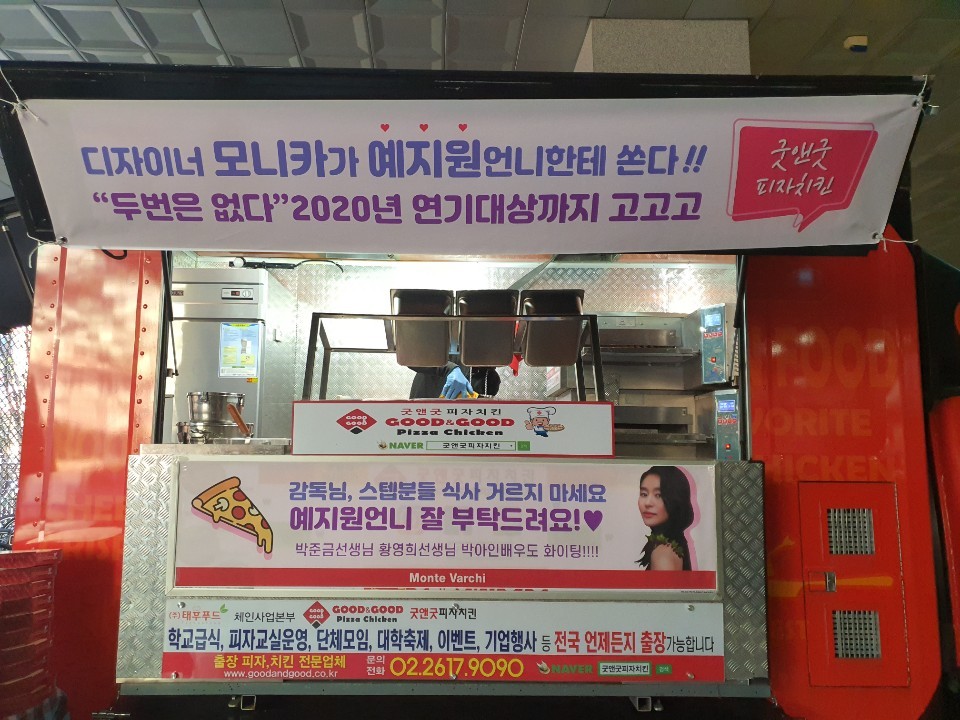 디자이너 모니카가 예지원언니한테 쏜다!!
“두번은 없다”2020년 연기대상까지 고고고
굿앤굿
피자치킨
굿앤굿 피자치킨
GOOD&GOOD
Pizza Chicken
NAVER 굿앤굿피자치킨
감독님, 스텝분들 식사 거르지 마세요
예지원언니 잘 부탁드려요!♥
박준금선생님 황영희선생님 박아인배우도 화이팅!!!!
Monte Varchi
(주)태후푸드 체인사업본부 GOOD&GOOD Pizza Chicken 굿앤굿피자치킨
학교급식, 피자교실운영, 단체모임, 대학축제, 이벤트, 기업행사 등 전국 언제든지 출장가능합니다
출장 피자,치킨 전문업체 문의전화 02.2617.9090
www.goodandgood.co.kr
NAVER 굿앤굿피자치킨 검색
FOOD
CHICKEN